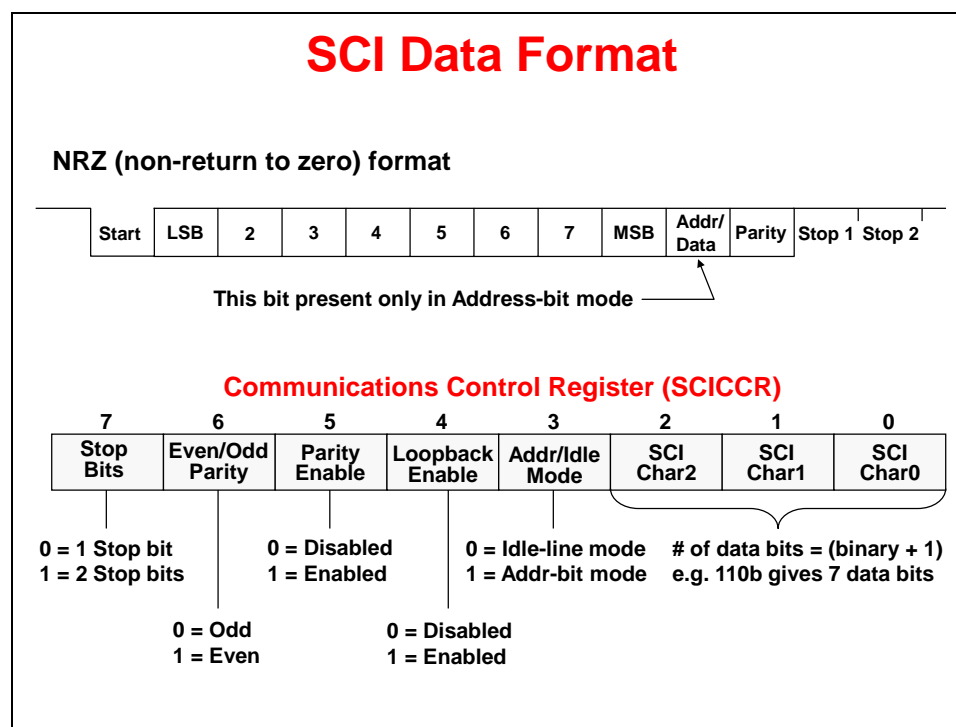 SCI Data Format
NRZ (non-return to zero) format
Start LSB 2 3 4 5 6 7 MSB Addr/ Data Parity Stop 1 Stop 2
This bit present only in Address-bit mode
Communications Control Register (SCICCR)
7 6 5 4 3 2 1 0
Stop Bits Even/Odd Parity Parity Enable Loopback Enable Addr/Idle Mode SCI Char2 SCI Char1 SCI Char0
0 = 1 Stop bit
1 = 2 Stop bits
0 = Disabled
1 = Enabled
0 = Idle-line mode
1 = Addr-bit mode
# of data bits = (binary + 1)
e.g. 110b gives 7 data bits
0 = Odd
1 = Even
0 = Disabled
1 = Enabled